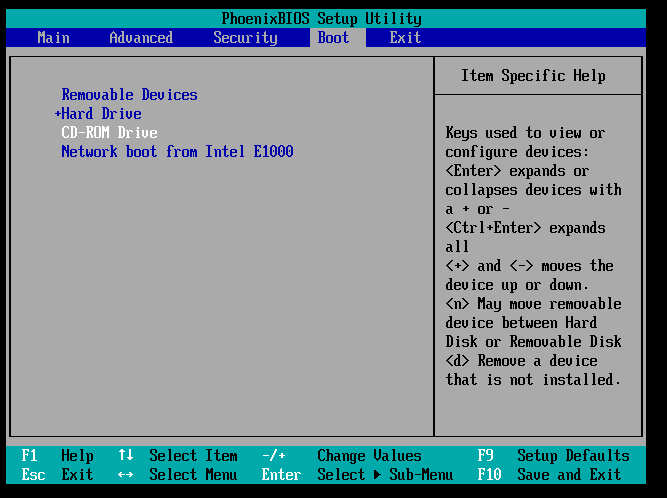 PhoenixBIOS Setup Utility
Main Advanced Security Boot Exit
Removable Devices
+Hard Drive
CD-ROM Drive
Network boot from Intel E1000
Item Specific Help
Keys used to view or
configure devices:
<Enter> expands or
collapses devices with
a + or -
<Ctrl+Enter> expands
all
<+> and <-> moves the
device up or down.
<n> May move removable
device between Hard
Disk or Removable Disk
<d> Remove a device
that is not installed.
F1 Help ↑↓ Select Item -/+ Change Values F9 Setup Defaults
Esc Exit ↔ Select Menu Enter Select ▶ Sub-Menu F10 Save and Exit